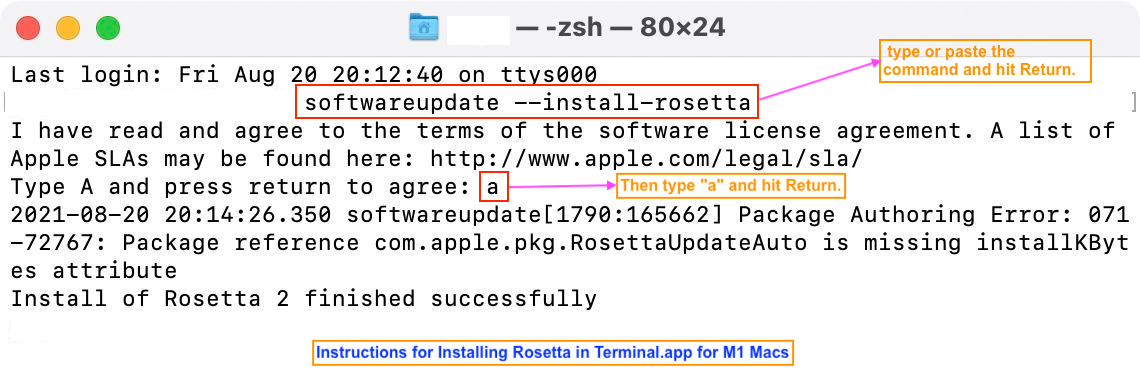 — -zsh — 80×24
Last login: Fri Aug 20 20:12:40 on ttys000
type or paste the
command and hit Return.
softwareupdate --install-rosetta
I have read and agree to the terms of the software license agreement. A list of
Apple SLAs may be found here: http://www.apple.com/legal/sla/
Type A and press return to agree: a
Then type "a" and hit Return.
2021-08-20 20:14:26.350 softwareupdate[1790:165662] Package Authoring Error: 071
-72767: Package reference com.apple.pkg.RosettaUpdateAuto is missing installKByt
es attribute
Install of Rosetta 2 finished successfully
Instructions for Installing Rosetta in Terminal.app for M1 Macs